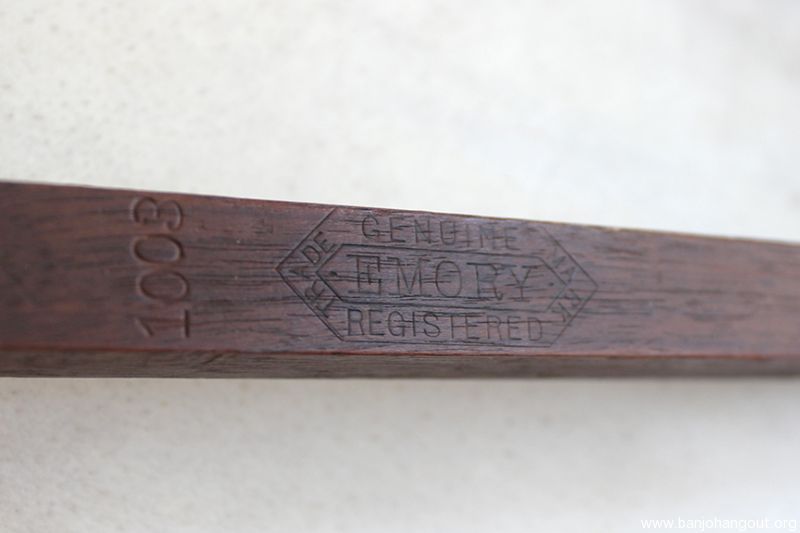 1003
GENUINE
TRADE EMORY MARK
REGISTERED
www.banjohangout.org